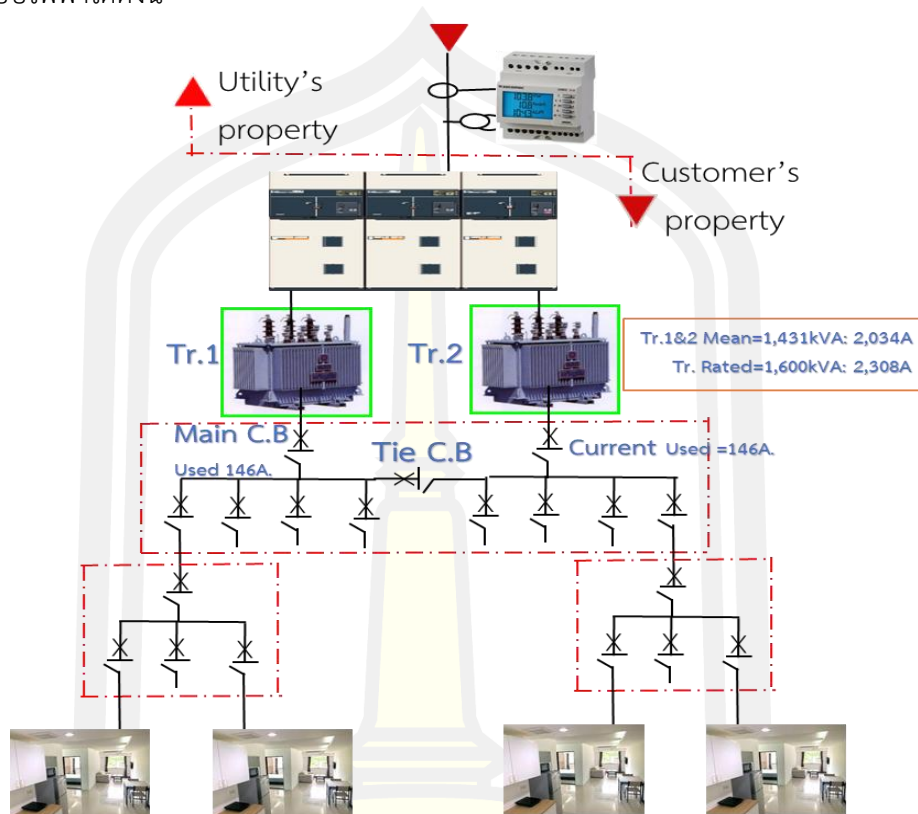 Utility's
property
Customer's
property
Tr.1
Tr.2
Tr.1&2 Mean=1,431kVA: 2,034A
Tr. Rated=1,600kVA: 2,308A
Main C.B
Used 146A.
Tie C.B
Current Used =146A.